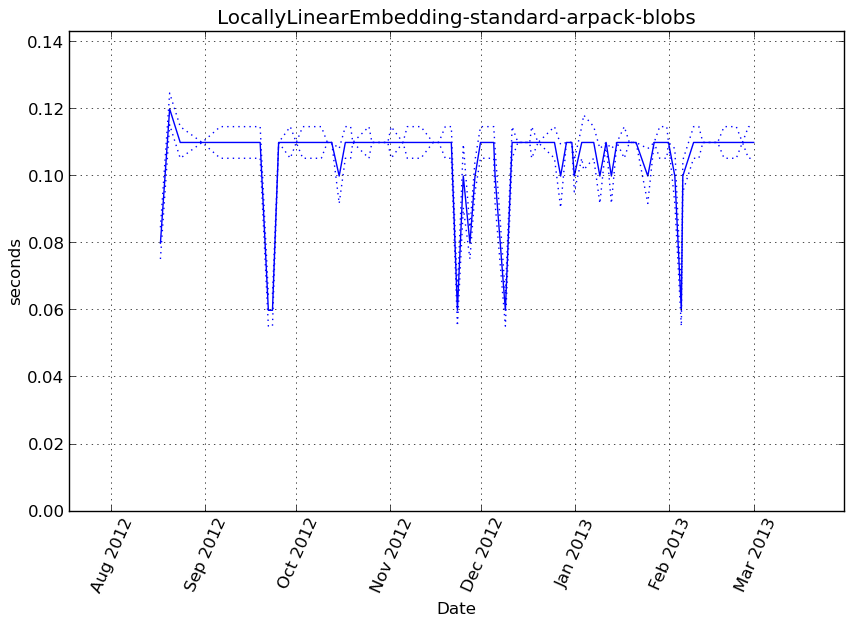 LocallyLinearEmbedding-standard-arpack-blobs
0.14
0.12
0.10
0.08
0.06
0.04
0.02
0.00
seconds
Aug 2012
Sep 2012
Oct 2012
Nov 2012
Dec 2012
Jan 2013
Feb 2013
Mar 2013
Date